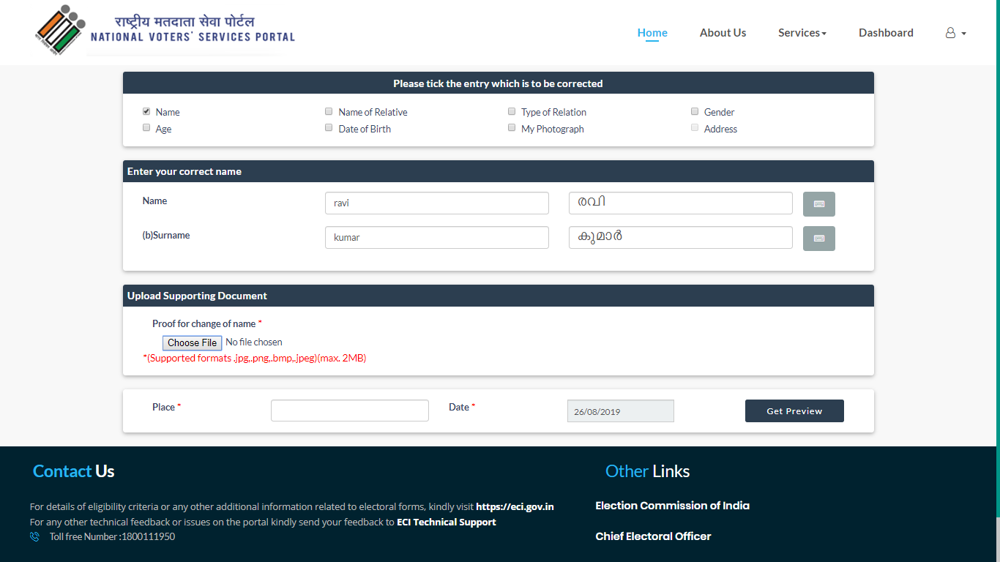 राष्ट्रीय मतदाता सेवा पोर्टल
NATIONAL VOTERS' SERVICES PORTAL
Home About Us Services Dashboard
Please tick the entry which is to be corrected
Name Name of Relative Type of Relation Gender
Age Date of Birth My Photograph Address
Enter your correct name
Name ravi രവി
(b)Surname kumar കുമാർ
Upload Supporting Document
Proof for change of name *
Choose File No file chosen
*(Supported formats .jpg,.png,.bmp,.jpeg)(max. 2MB)
Place * Date * 26/08/2019 Get Preview
Contact Us
For details of eligibility criteria or any other additional information related to electoral forms, kindly visit https://eci.gov.in
For any other technical feedback or issues on the portal kindly send your feedback to ECI Technical Support
Toll free Number :1800111950
Other Links
Election Commission of India
Chief Electoral Officer